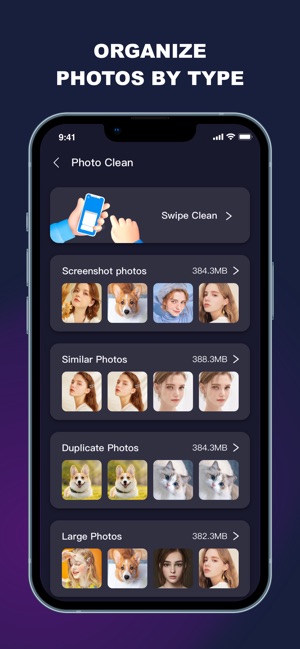 ORGANIZE
PHOTOS BY TYPE
9:41
Photo Clean
Swipe Clean
Screenshot photos 384.3MB
Similar Photos 388.3MB
Duplicate Photos 384.3MB
Large Photos 382.3MB